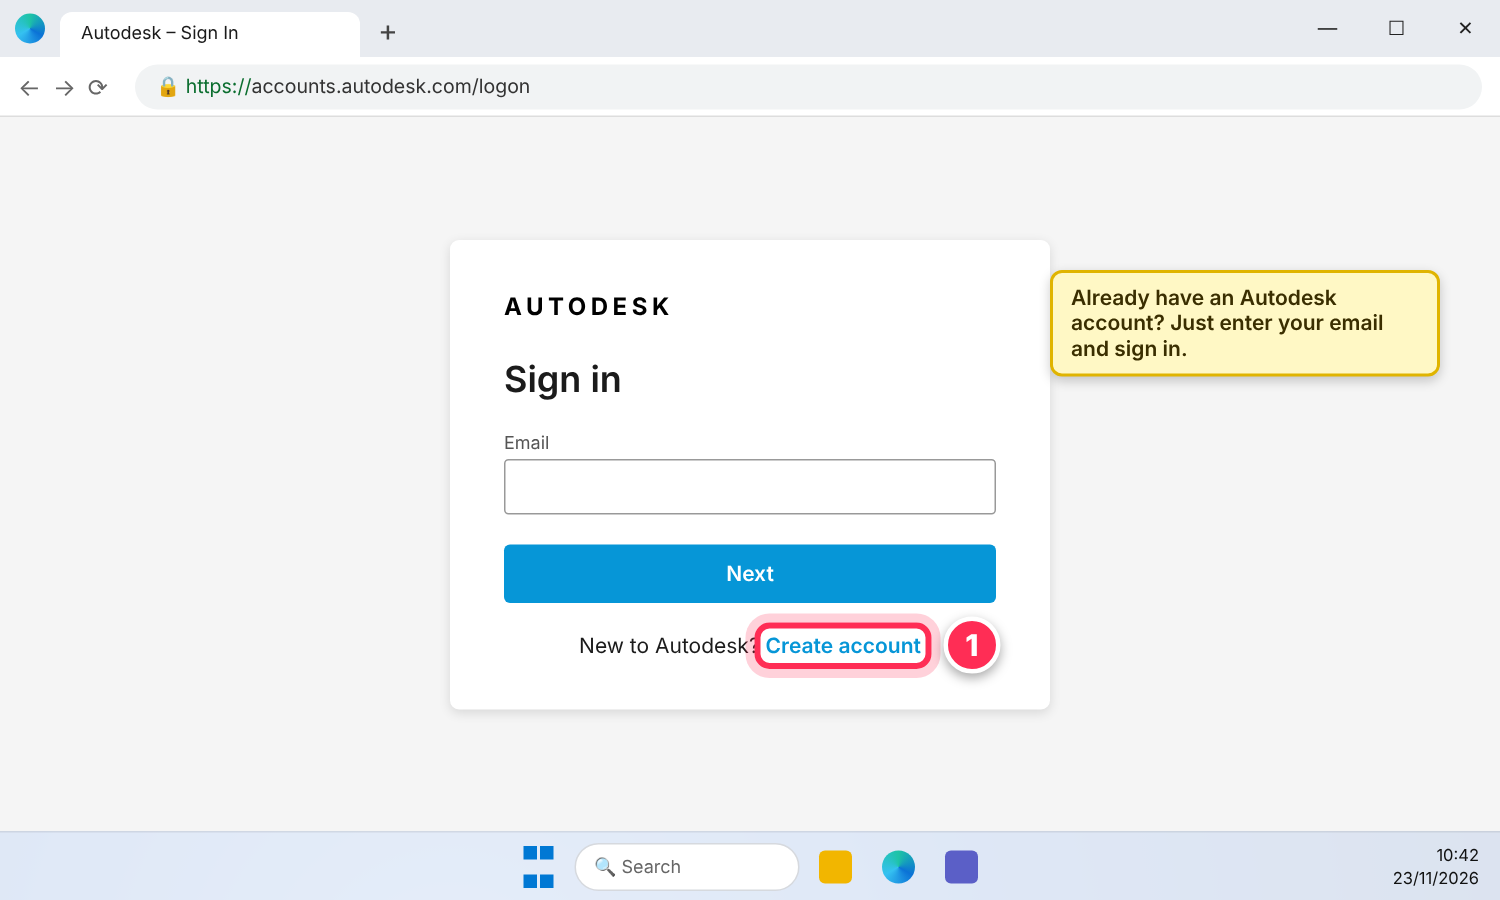 Autodesk – Sign In
https://accounts.autodesk.com/logon
AUTODESK
Sign in
Email
Next
New to Autodesk? Create account
1
Already have an Autodesk
account? Just enter your email
and sign in.
Search
10:42
23/11/2026